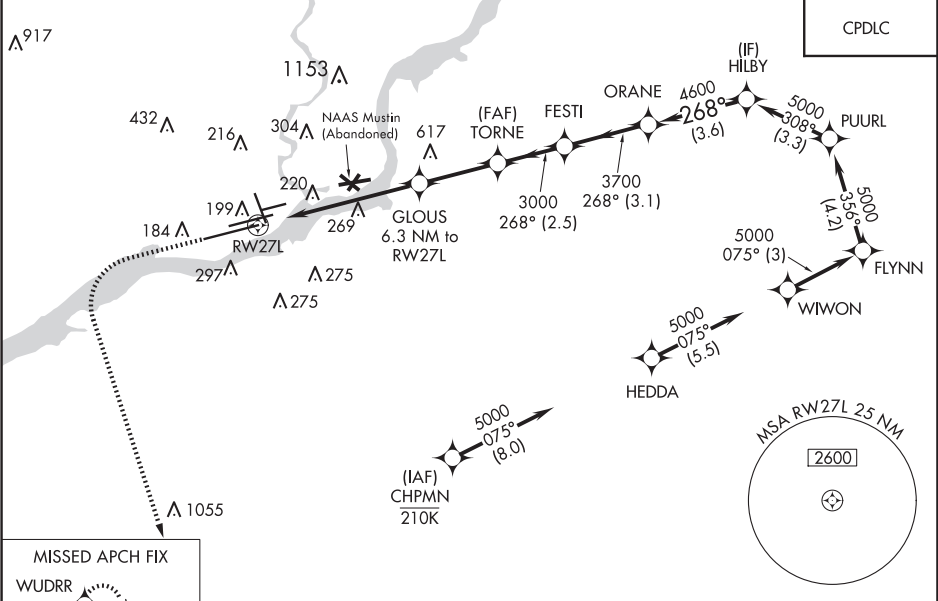 CPDLC
917
1153
432
216
304
NAAS Mustin
(Abandoned)
617
220
199
184
269
RW27L
297
275
275
GLOUS
6.3 NM to
RW27L
(FAF)
TORNE
FESTI
ORANE
(IF)
HILBY
4600
268°
(3.6)
3000
268° (2.5)
3700
268° (3.1)
5000
308°
(3.3)
PUURL
5000
356°
(4.2)
FLYNN
5000
075° (3)
WIWON
5000
075°
(5.5)
HEDDA
5000
075°
(8.0)
(IAF)
CHPMN
210K
MSA RW27L 25 NM
2600
1055
MISSED APCH FIX
WUDRR